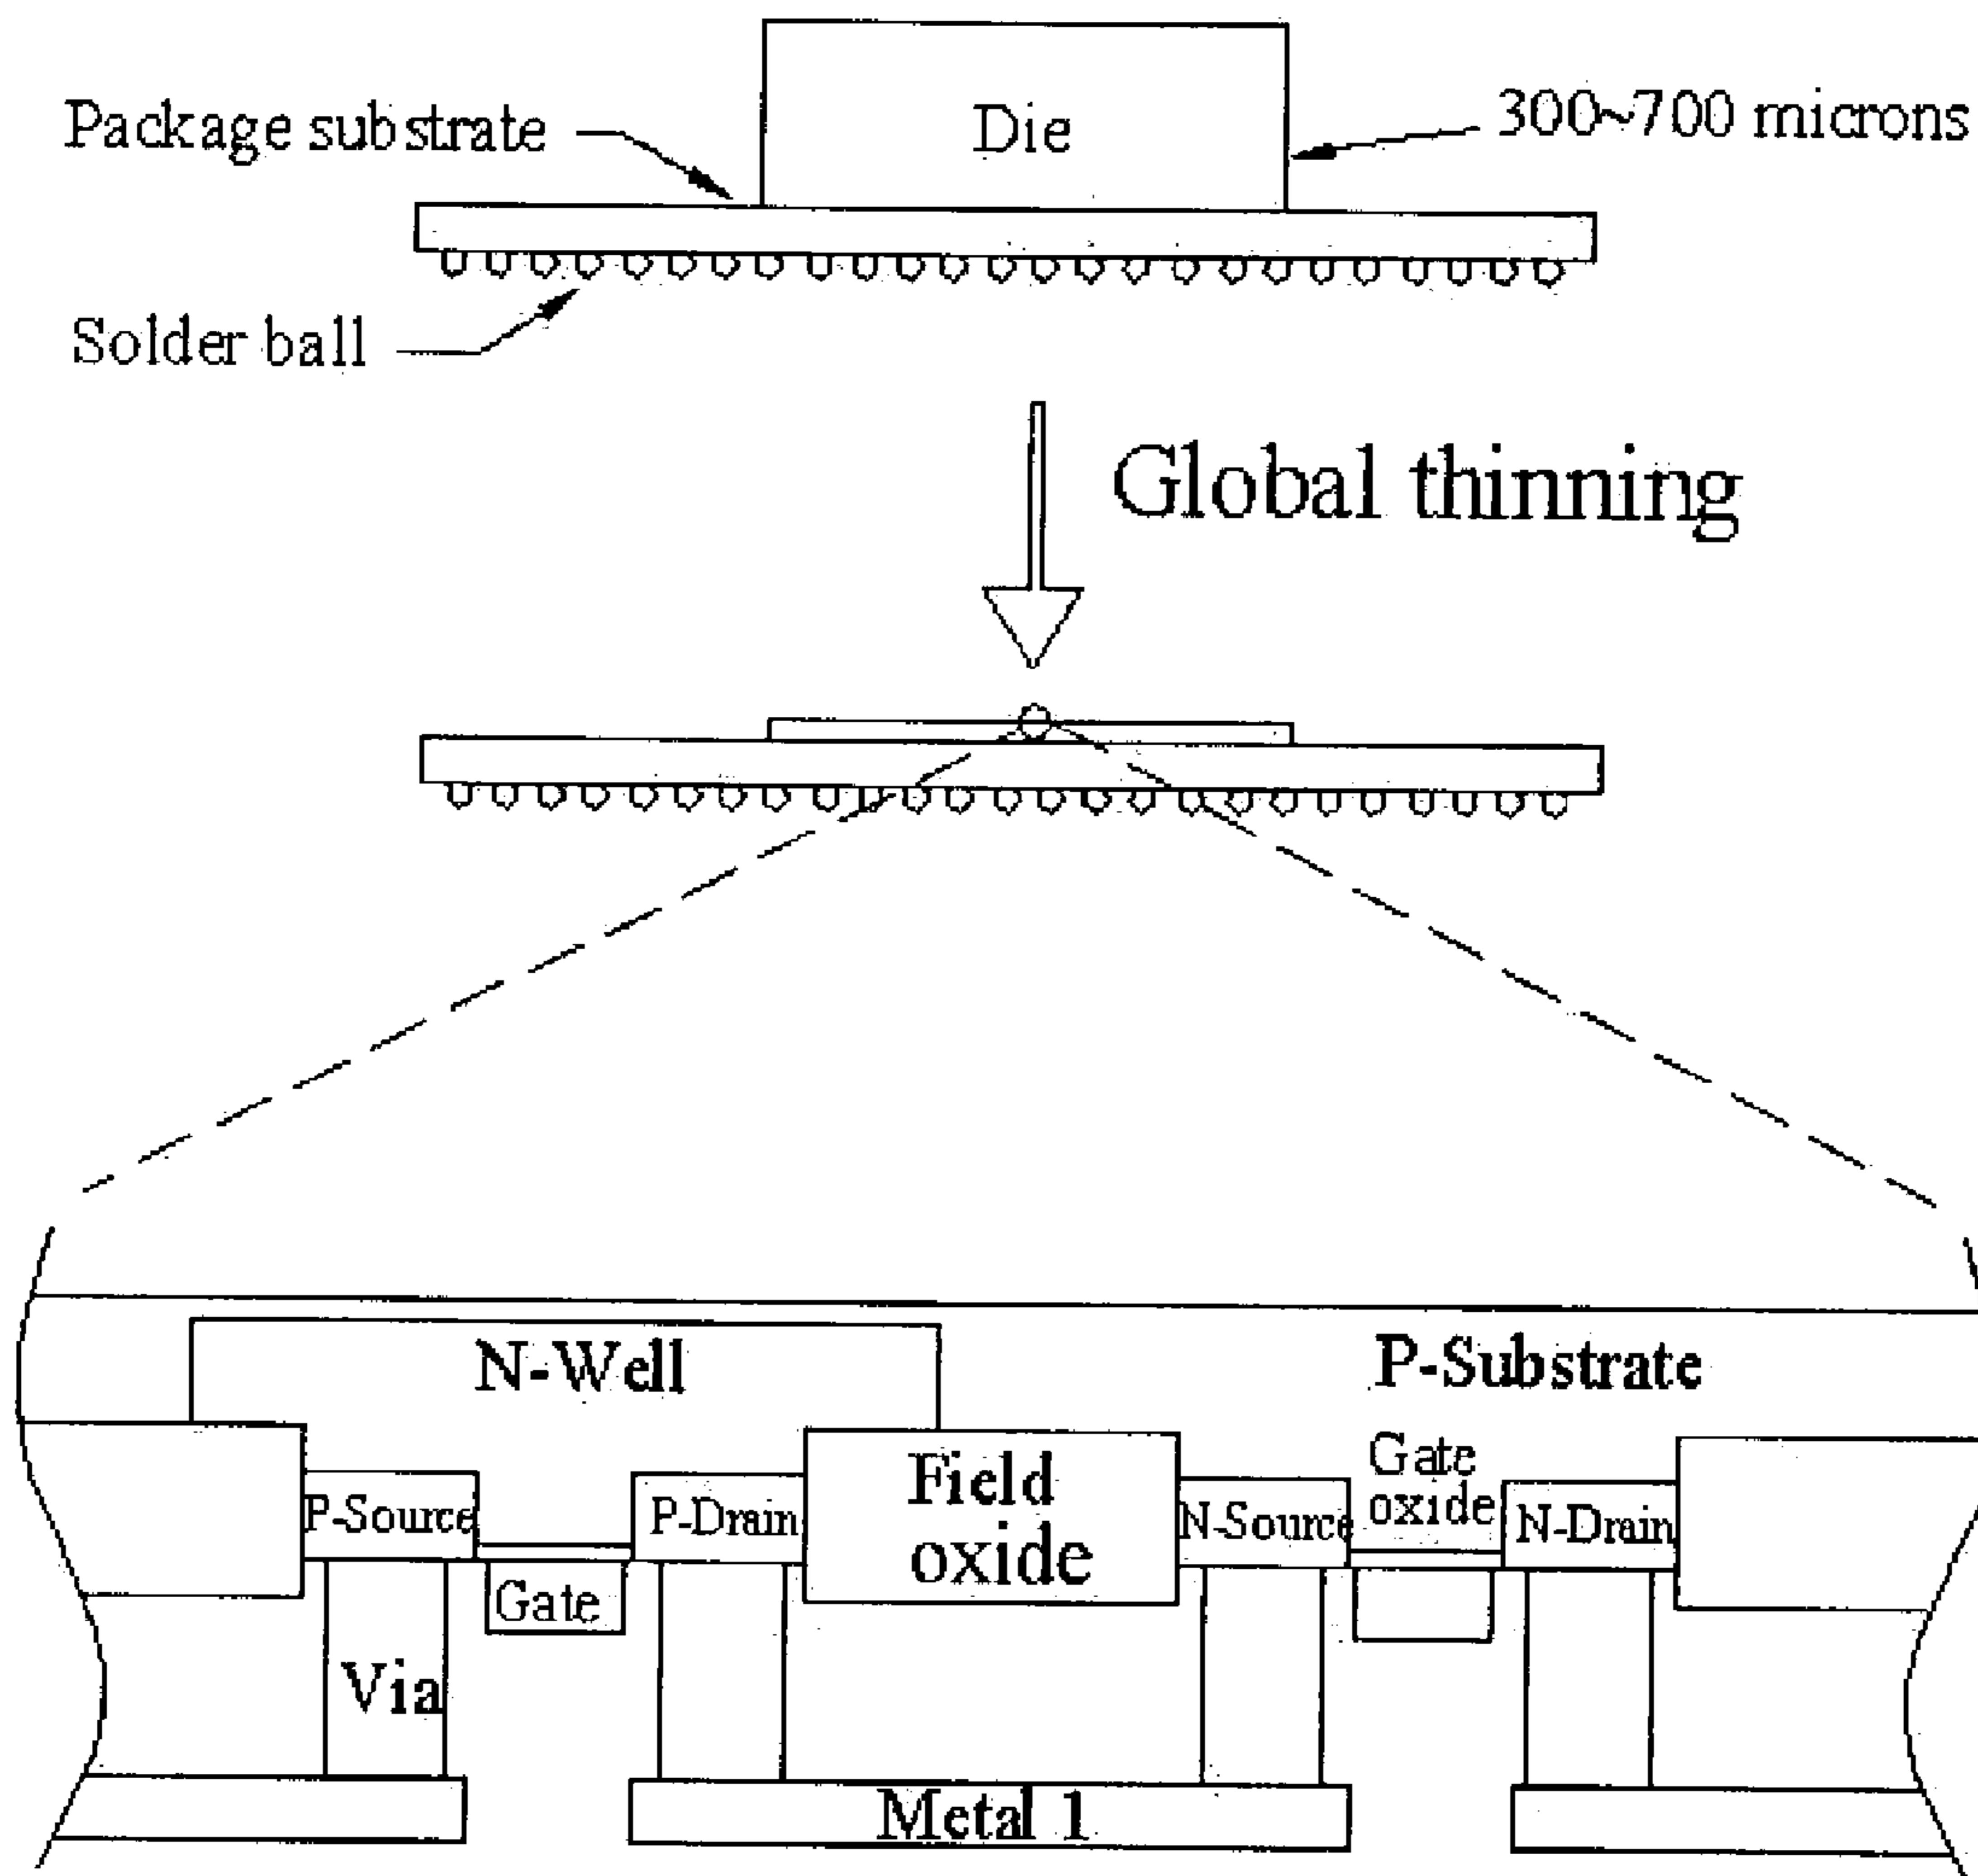 Die
Package substrate
300~700 microns
Solder ball
Global thinning
N-Well
P-Substrate
P-Source
P-Drain
Field
oxide
N-Source
Gate
oxide
N-Drain
Gate
Via
Metal 1